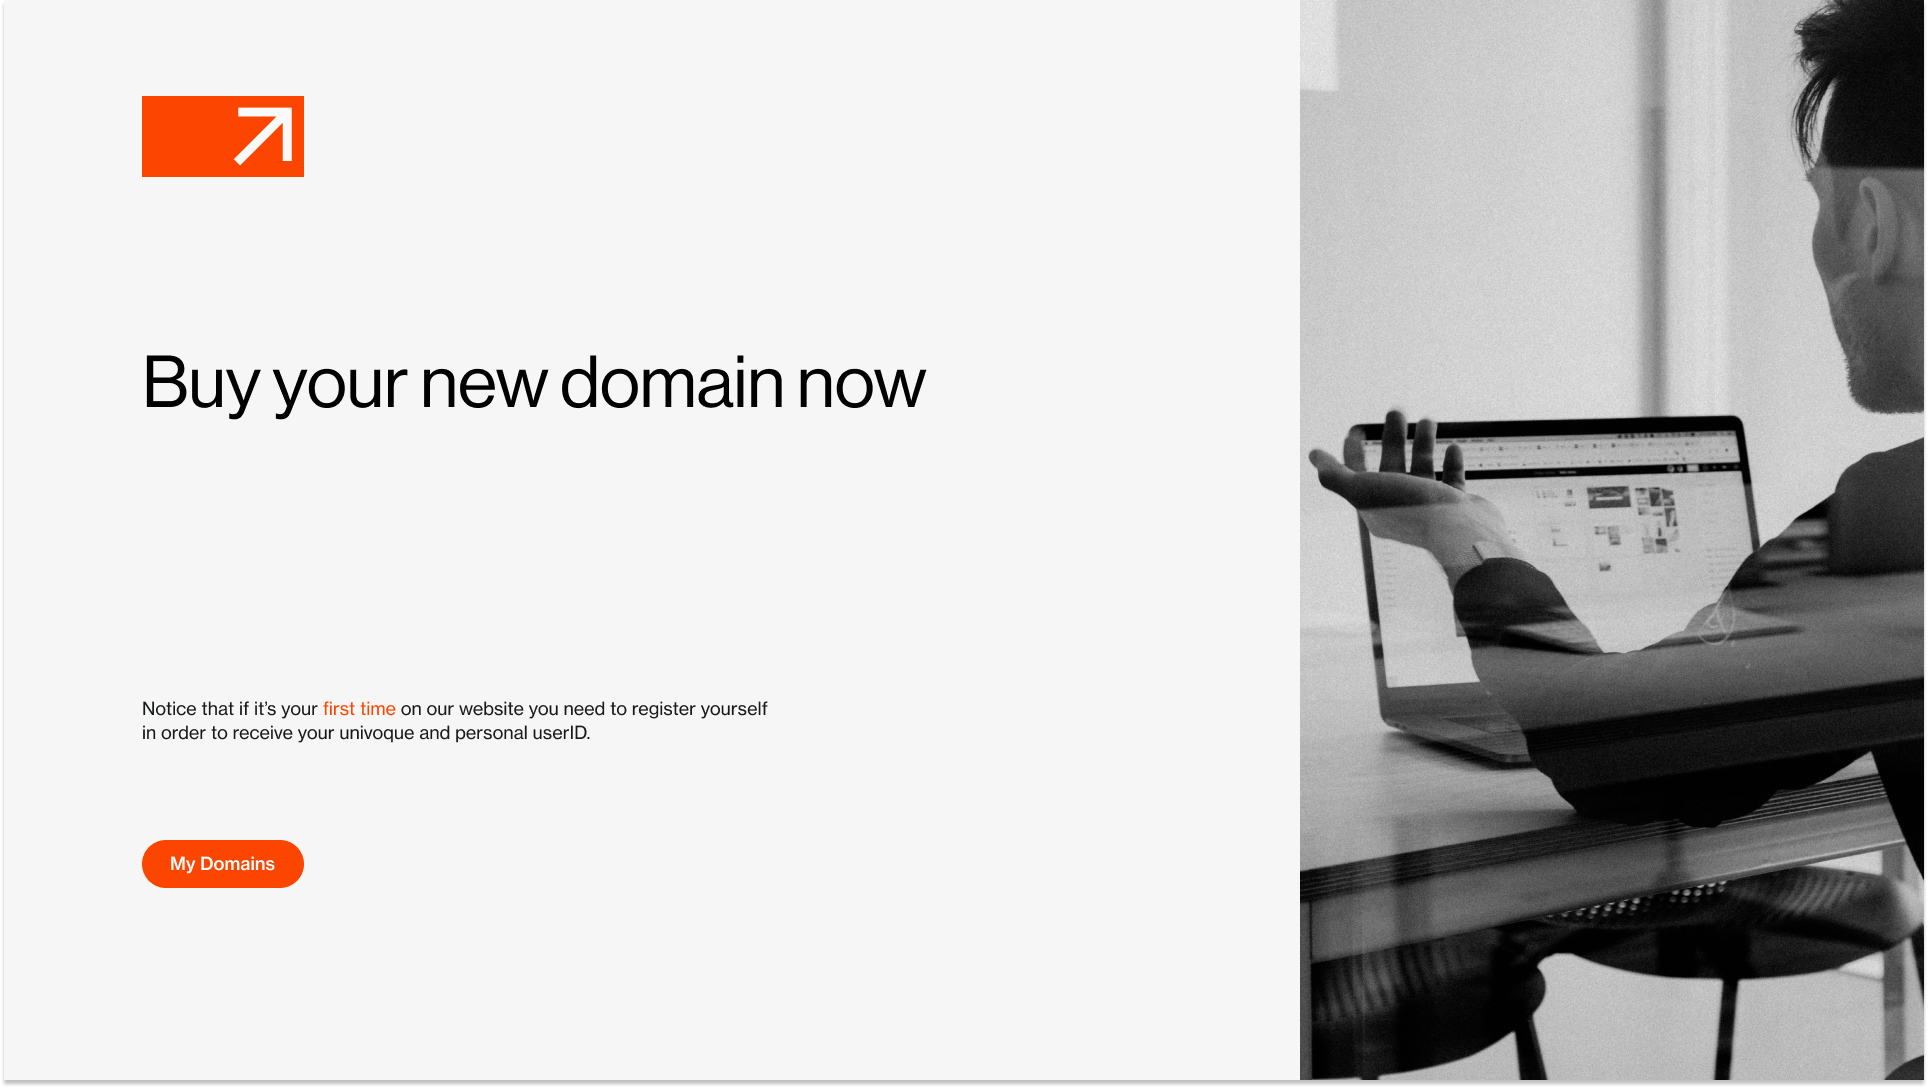 Buy your new domain now
Notice that if it’s your first time on our website you need to register yourself
in order to receive your univoque and personal userID.
My Domains